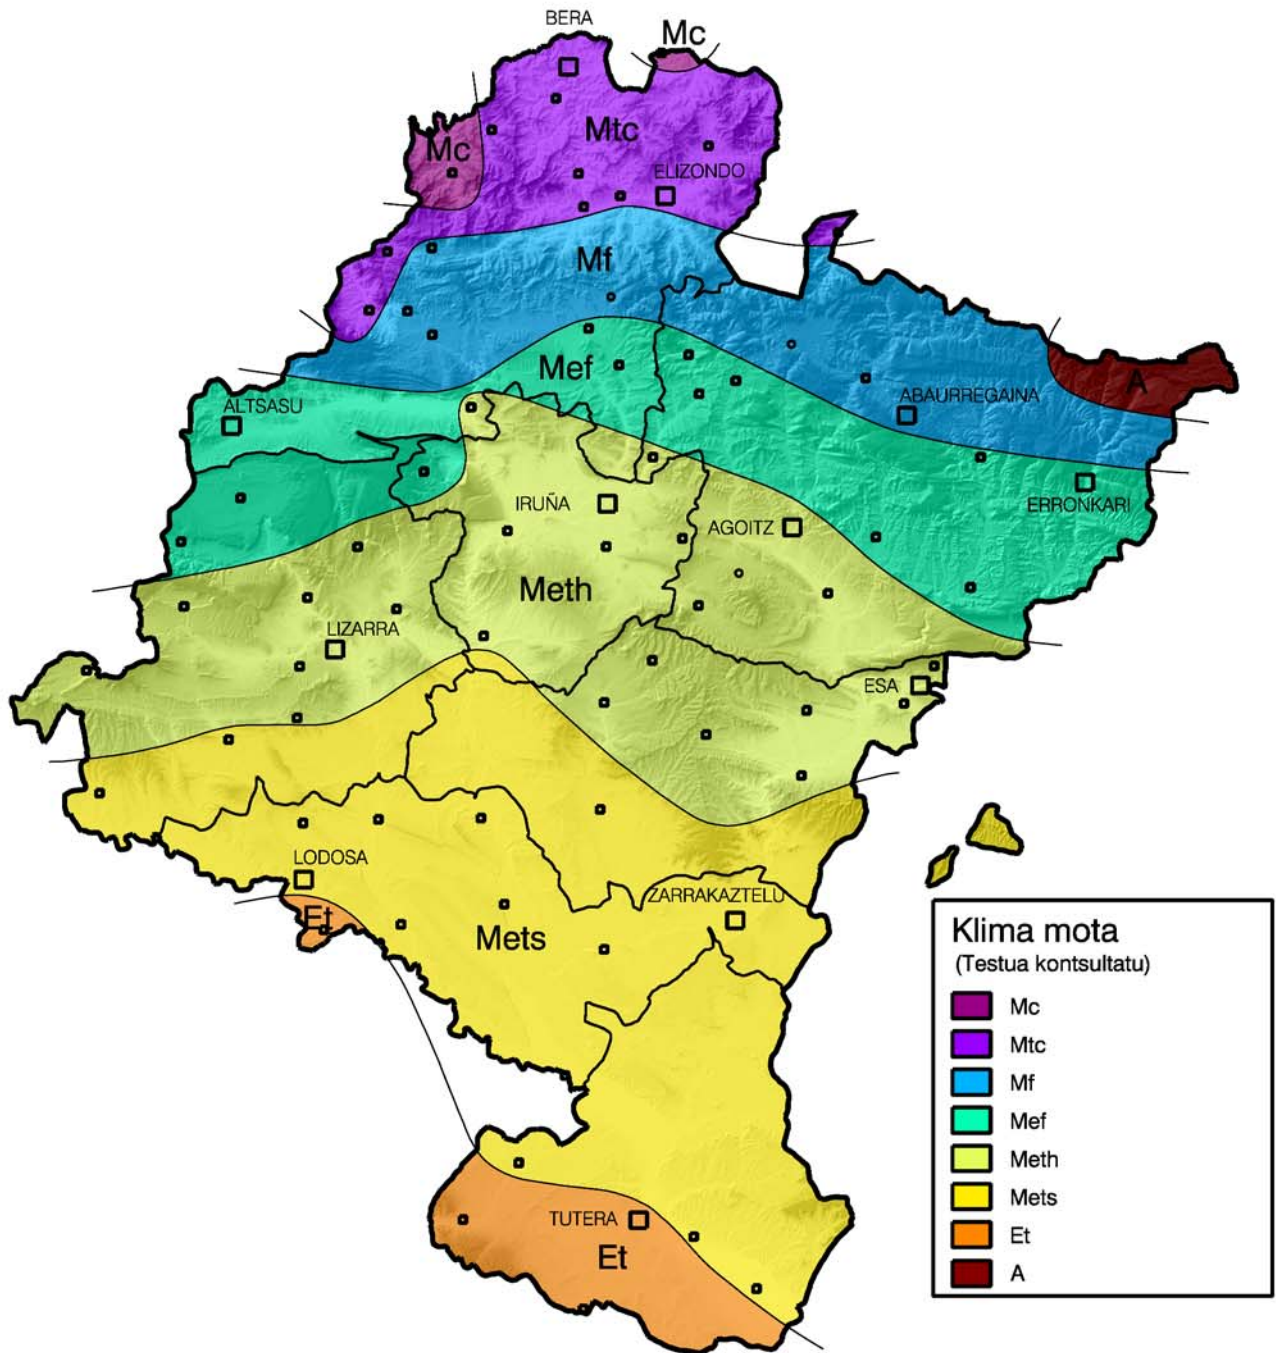 BERA
Mc
Mtc
Mc
ELIZONDO
Mf
Mef
A
ALTSASU
ABAURREGAINA
IRUÑA
AGOITZ
ERRONKARI
Meth
LIZARRA
ESA
LODOSA
ZARRAKAZTELU
Et
Mets
TUTERA
Et
Klima mota
(Testua kontsultatu)
Mc
Mtc
Mf
Mef
Meth
Mets
Et
A